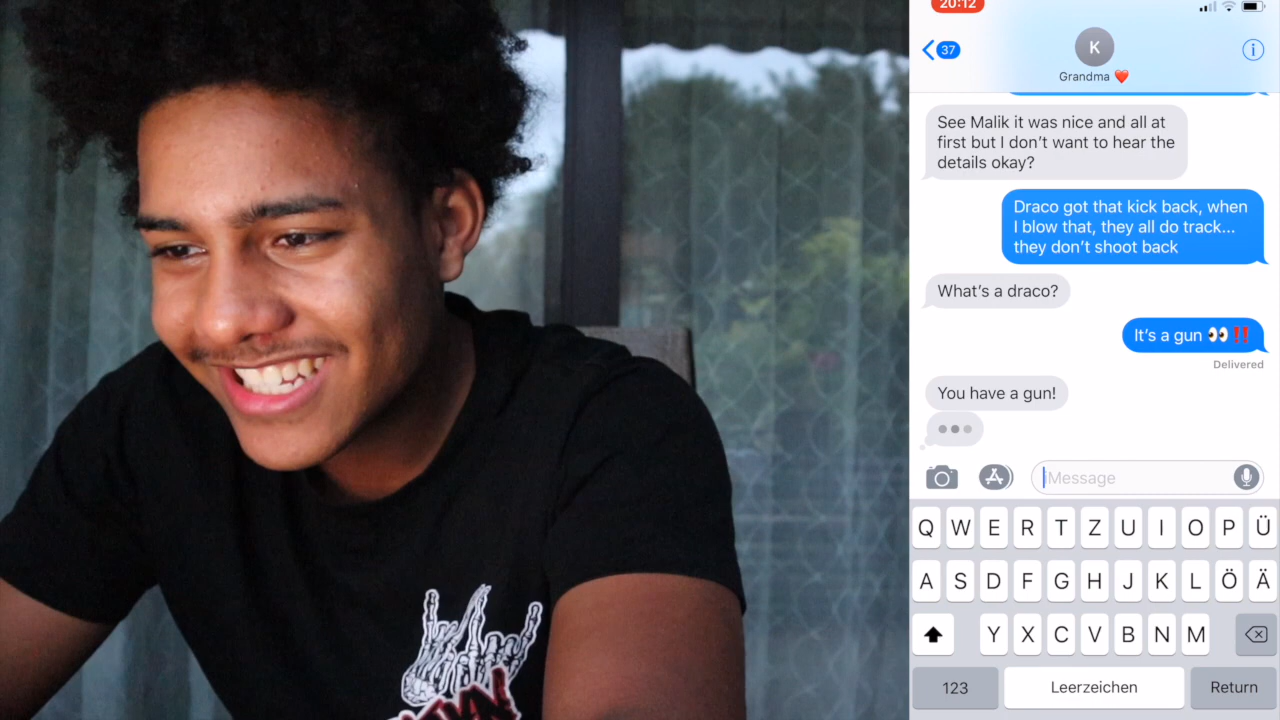 20:12
37
K
Grandma ❤️
See Malik it was nice and all at
first but I don't want to hear the
details okay?
Draco got that kick back, when
I blow that, they all do track...
they don't shoot back
What's a draco?
It's a gun 👀‼️
Delivered
You have a gun!
iMessage
Q W E R T Z U I O P Ü
A S D F G H J K L Ö Ä
Y X C V B N M
123 Leerzeichen Return